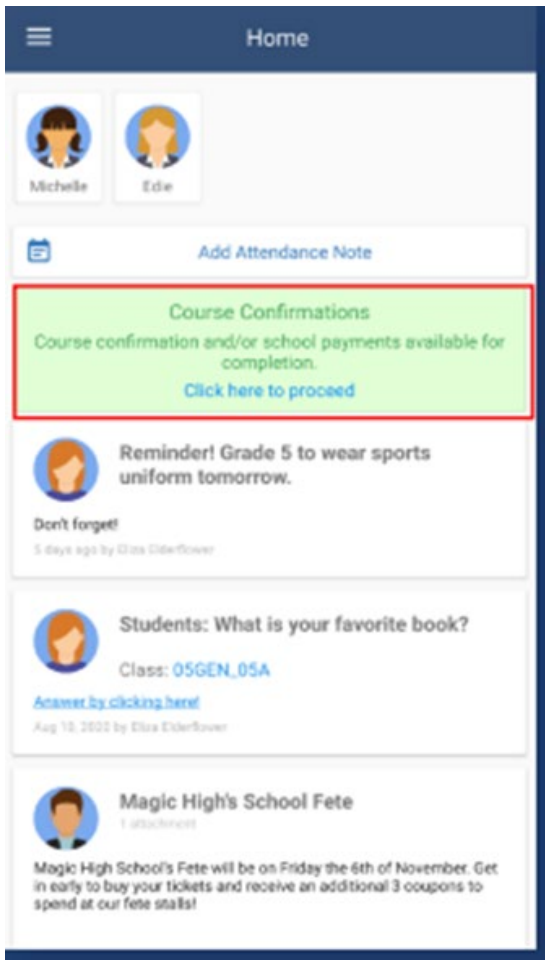 Home
Michelle
Edie
Add Attendance Note
Course Confirmations
Course confirmation and/or school payments available for
completion.
Click here to proceed
Reminder! Grade 5 to wear sports
uniform tomorrow.
Don't forget!
5 days ago by Eliza Elderflower
Students: What is your favorite book?
Class: 05GEN_05A
Answer by clicking here!
Aug 10, 2020 by Eliza Elderflower
Magic High's School Fete
1 attachment
Magic High School's Fete will be on Friday the 6th of November. Get
in early to buy your tickets and receive an additional 3 coupons to
spend at our fete stalls!